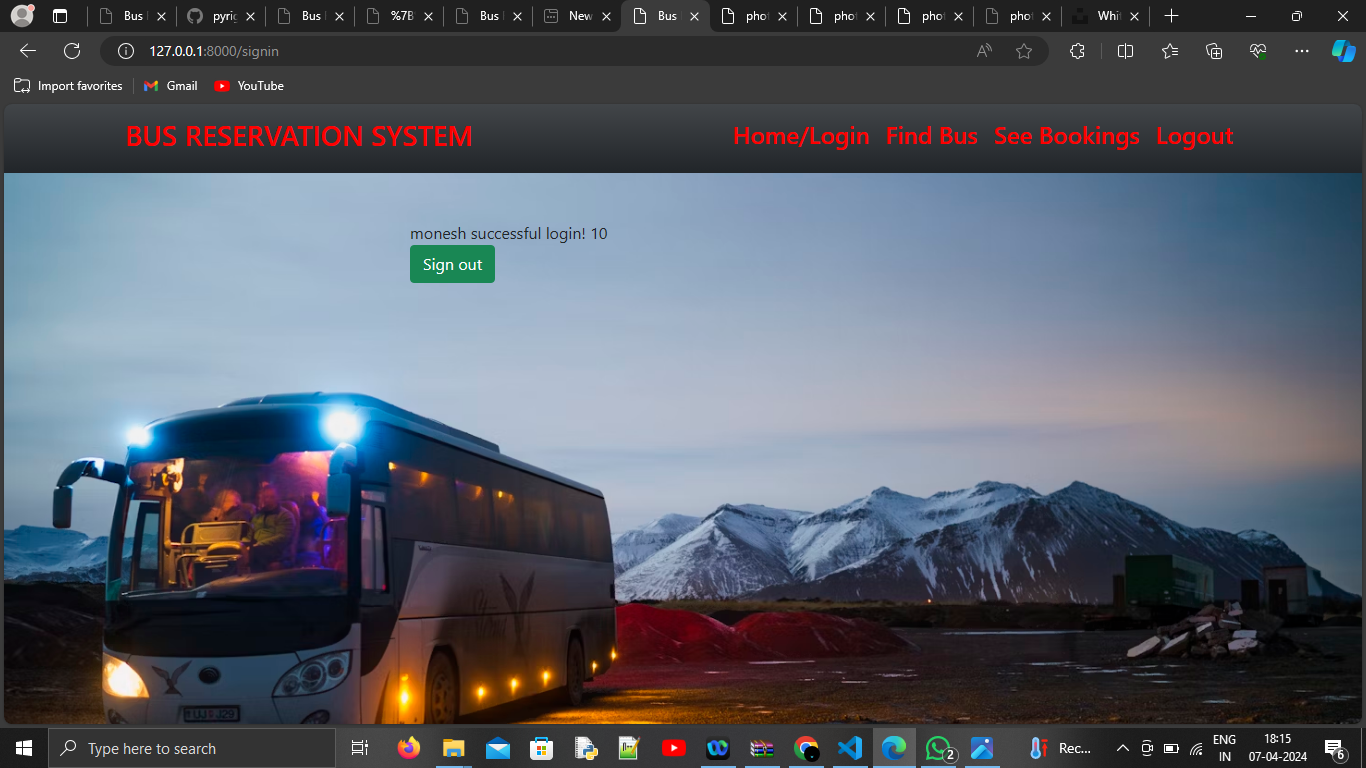 Bus
pyrig
Bus
%7B
Bus
New
Bus
phot
phot
phot
phot
Whit
127.0.0.1:8000/signin
Import favorites
Gmail
YouTube
BUS RESERVATION SYSTEM
Home/Login Find Bus See Bookings Logout
monesh successful login! 10
Sign out
Type here to search
2
Rec...
ENG
IN
18:15
07-04-2024
6